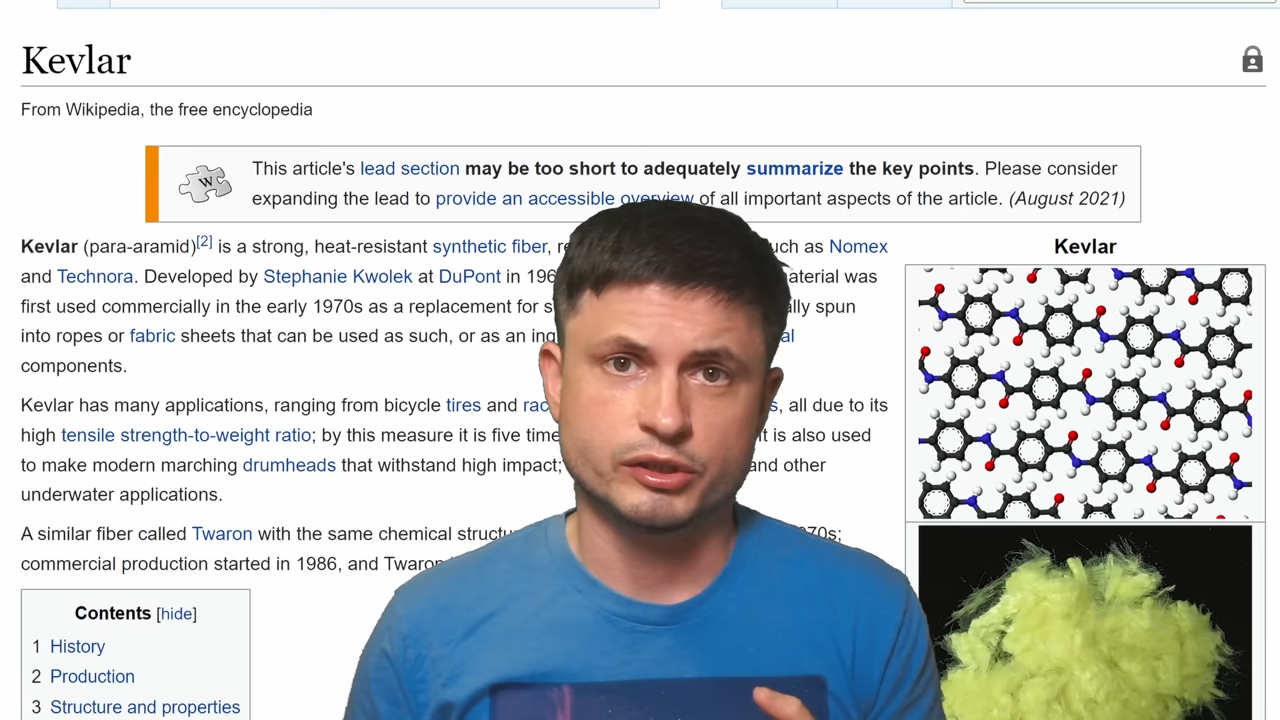 Kevlar
From Wikipedia, the free encyclopedia
This article's lead section may be too short to adequately summarize the key points. Please consider
expanding the lead to provide an accessible overview of all important aspects of the article. (August 2021)
Kevlar (para-aramid)[2] is a strong, heat-resistant synthetic fiber, such as Nomex
and Technora. Developed by Stephanie Kwolek at DuPont in material was
first used commercially in the early 1970s as a replacement for spun
into ropes or fabric sheets that can be used as such, or as an
components.
Kevlar has many applications, ranging from bicycle tires and all due to its
high tensile strength-to-weight ratio; by this measure it is five is also used
to make modern marching drumheads that withstand high impact; and other
underwater applications.
A similar fiber called Twaron with the same chemical
commercial production started in 1986, and Twaron
Kevlar
W
Contents [hide]
1 History
2 Production
3 Structure and properties